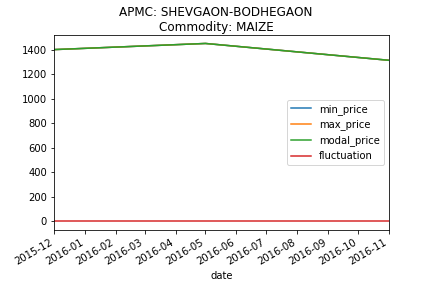 APMC: SHEVGAON-BODHEGAON
Commodity: MAIZE
1400
1200
1000
800
600
400
200
0
min_price
max_price
modal_price
fluctuation
2015-12
2016-01
2016-02
2016-03
2016-04
2016-05
2016-06
2016-07
2016-08
2016-09
2016-10
2016-11
date